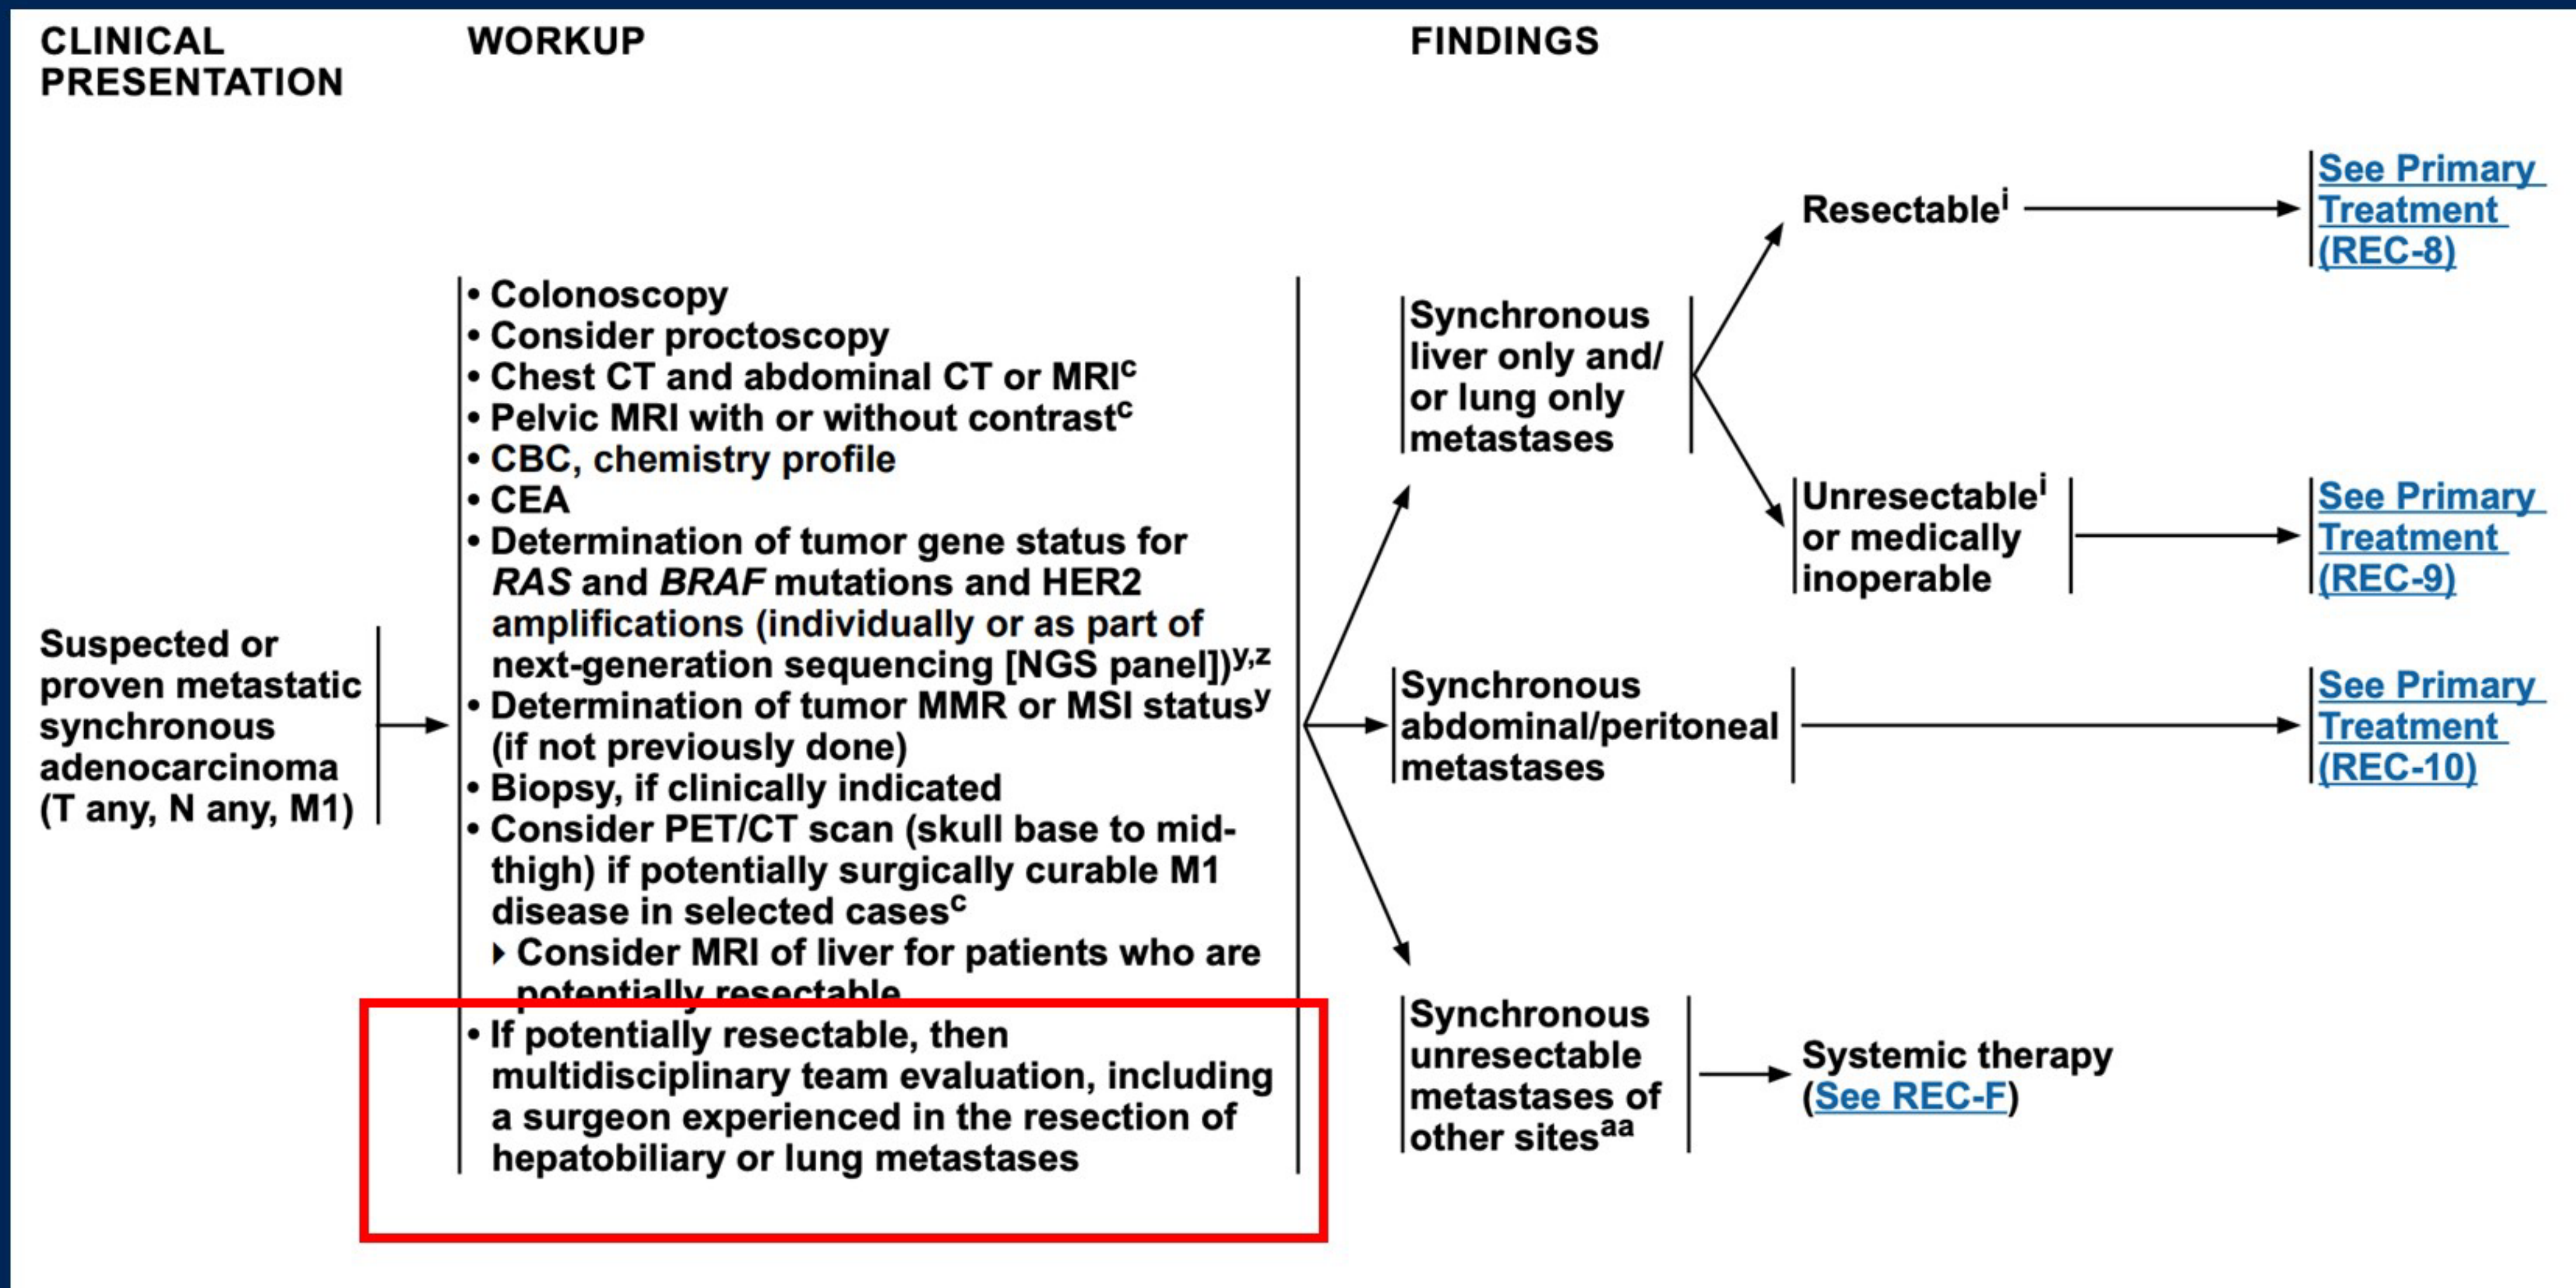 CLINICAL
PRESENTATION
WORKUP
FINDINGS
Suspected or
proven metastatic
synchronous
adenocarcinoma
(T any, N any, M1)
• Colonoscopy
• Consider proctoscopy
• Chest CT and abdominal CT or MRIᶜ
• Pelvic MRI with or without contrastᶜ
• CBC, chemistry profile
• CEA
• Determination of tumor gene status for
RAS and BRAF mutations and HER2
amplifications (individually or as part of
next-generation sequencing [NGS panel])ʸ,ᶻ
• Determination of tumor MMR or MSI statusʸ
(if not previously done)
• Biopsy, if clinically indicated
• Consider PET/CT scan (skull base to mid-
thigh) if potentially surgically curable M1
disease in selected casesᶜ
▸ Consider MRI of liver for patients who are
potentially resectable
• If potentially resectable, then
multidisciplinary team evaluation, including
a surgeon experienced in the resection of
hepatobiliary or lung metastases
Synchronous
liver only and/
or lung only
metastases
Resectableⁱ
See Primary
Treatment
(REC-8)
Unresectableⁱ
or medically
inoperable
See Primary
Treatment
(REC-9)
Synchronous
abdominal/peritoneal
metastases
See Primary
Treatment
(REC-10)
Synchronous
unresectable
metastases of
other sitesᵃᵃ
Systemic therapy
(See REC-F)